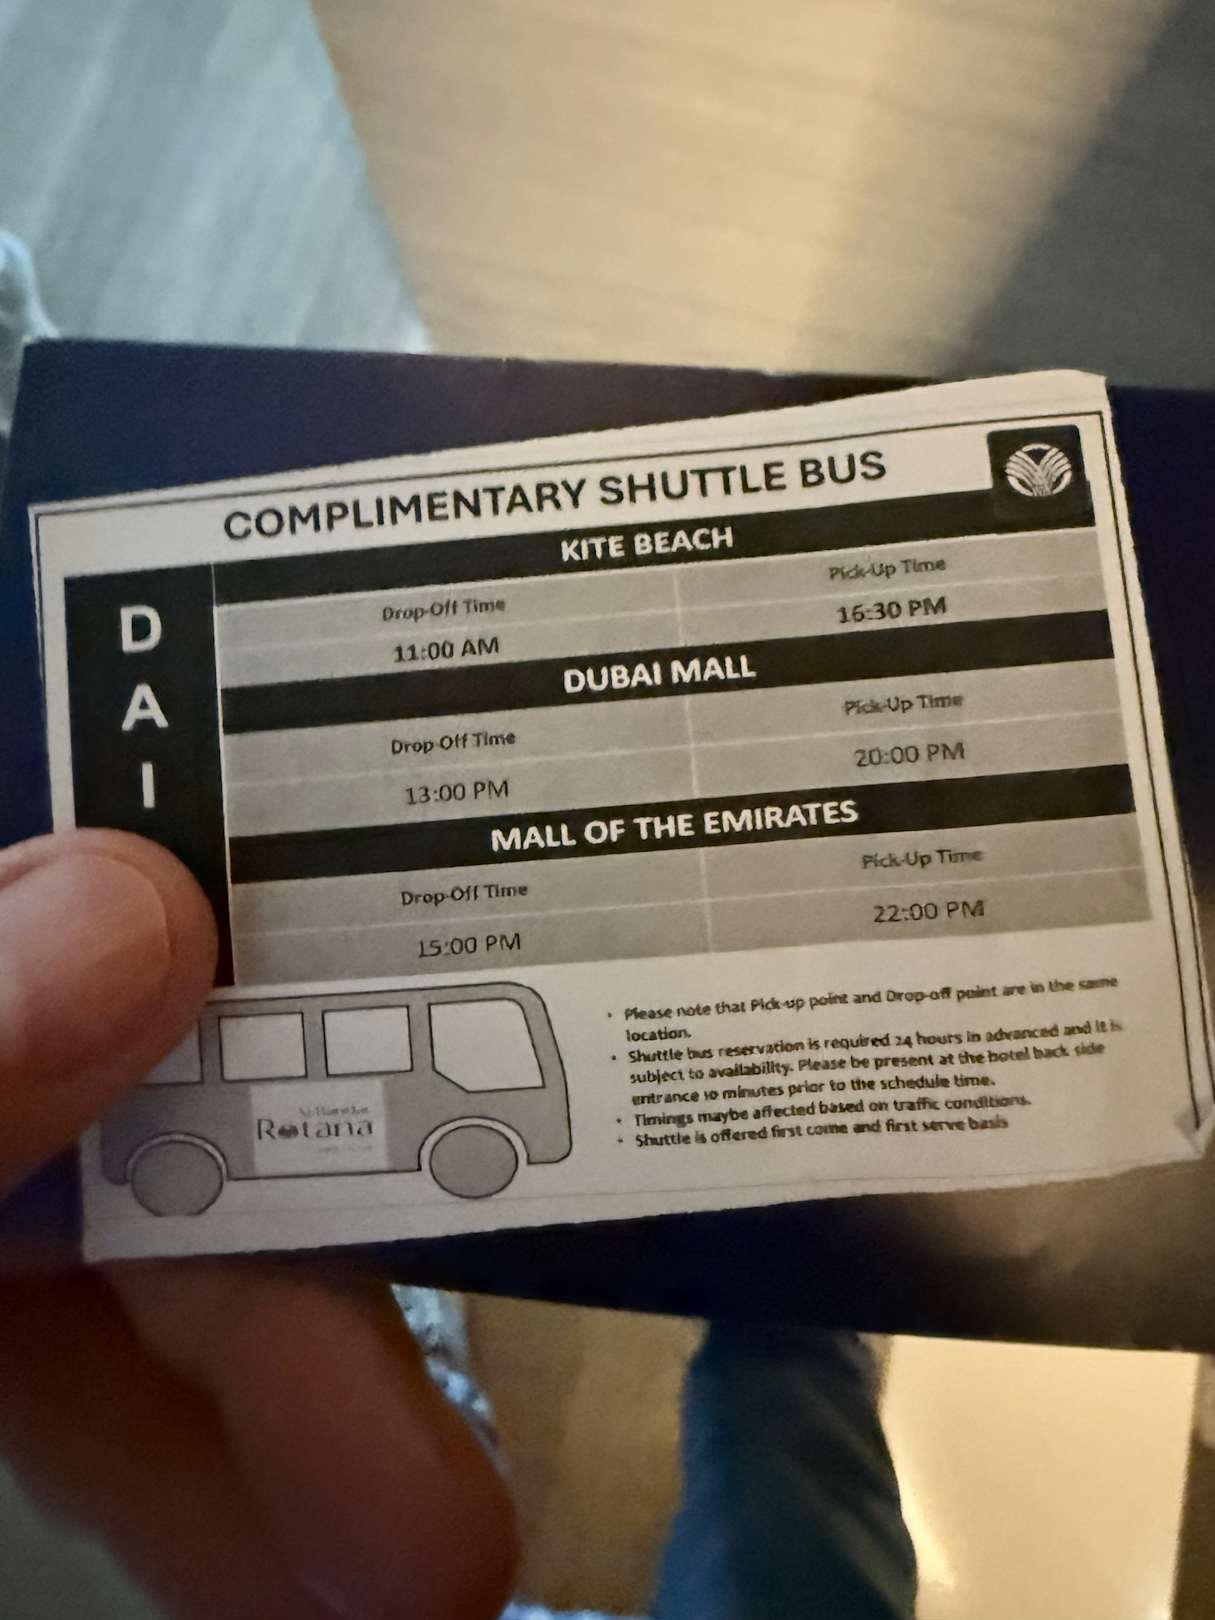 COMPLIMENTARY SHUTTLE BUS
D
A
I
KITE BEACH
Drop-Off Time
Pick-Up Time
11:00 AM
16:30 PM
DUBAI MALL
Drop-Off Time
Pick-Up Time
13:00 PM
20:00 PM
MALL OF THE EMIRATES
Drop-Off Time
Pick-Up Time
15:00 PM
22:00 PM
• Please note that Pick-up point and Drop-off point are in the same
location.
• Shuttle bus reservation is required 24 hours in advanced and it is
subject to availability. Please be present at the hotel back side
entrance 10 minutes prior to the schedule time.
• Timings maybe affected based on traffic conditions.
• Shuttle is offered first come and first serve basis
Rotana